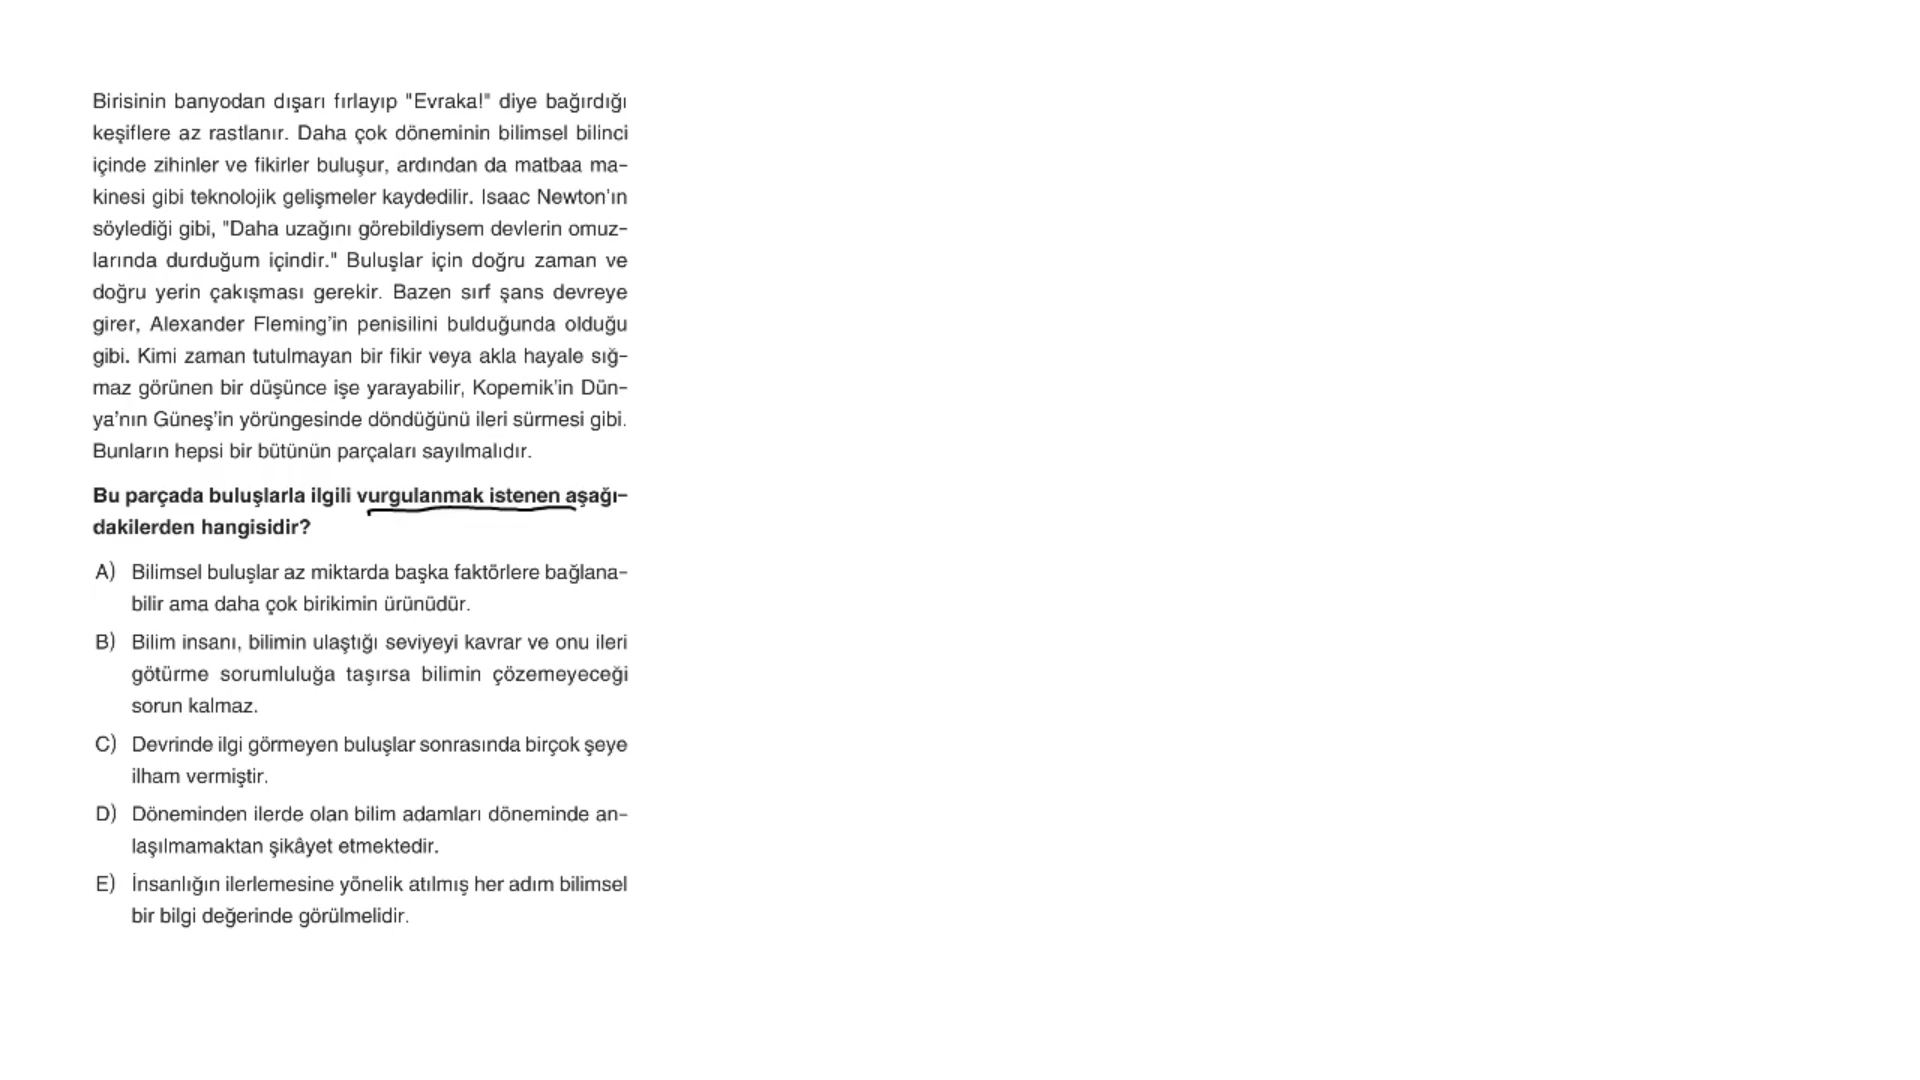 Birisinin banyodan dışarı fırlayıp "Evraka!" diye bağırdığı
keşiflere az rastlanır. Daha çok döneminin bilimsel bilinci
içinde zihinler ve fikirler buluşur, ardından da matbaa ma-
kinesi gibi teknolojik gelişmeler kaydedilir. Isaac Newton'ın
söylediği gibi, "Daha uzağını görebildiysem devlerin omuz-
larında durduğum içindir." Buluşlar için doğru zaman ve
doğru yerin çakışması gerekir. Bazen sırf şans devreye
girer, Alexander Fleming'in penisilini bulduğunda olduğu
gibi. Kimi zaman tutulmayan bir fikir veya akla hayale sığ-
maz görünen bir düşünce işe yarayabilir, Kopernik'in Dün-
ya'nın Güneş'in yörüngesinde döndüğünü ileri sürmesi gibi.
Bunların hepsi bir bütünün parçaları sayılmalıdır.
Bu parçada buluşlarla ilgili vurgulanmak istenen aşağı-
dakilerden hangisidir?
A) Bilimsel buluşlar az miktarda başka faktörlere bağlana-
bilir ama daha çok birikimin ürünüdür.
B) Bilim insanı, bilimin ulaştığı seviyeyi kavrar ve onu ileri
götürme sorumluluğa taşırsa bilimin çözemeyeceği
sorun kalmaz.
C) Devrinde ilgi görmeyen buluşlar sonrasında birçok şeye
ilham vermiştir.
D) Döneminden ilerde olan bilim adamları döneminde an-
laşılmamaktan şikâyet etmektedir.
E) İnsanlığın ilerlemesine yönelik atılmış her adım bilimsel
bir bilgi değerinde görülmelidir.